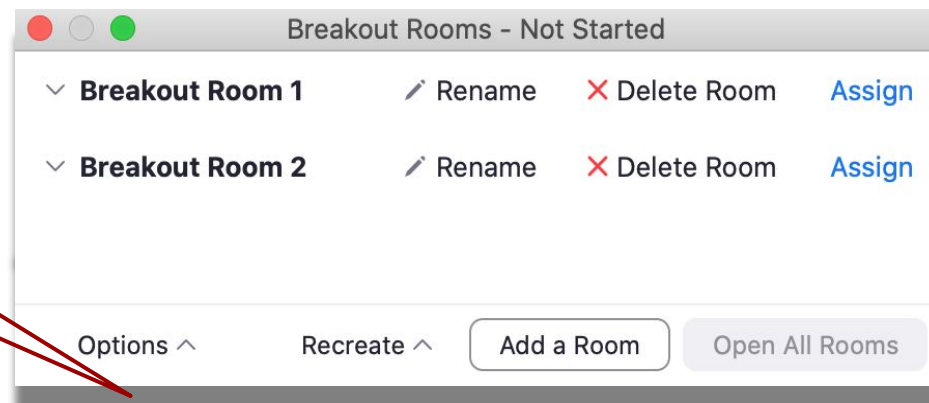 Breakout Rooms - Not Started
Breakout Room 1 Rename Delete Room Assign
Breakout Room 2 Rename Delete Room Assign
Options Recreate Add a Room Open All Rooms